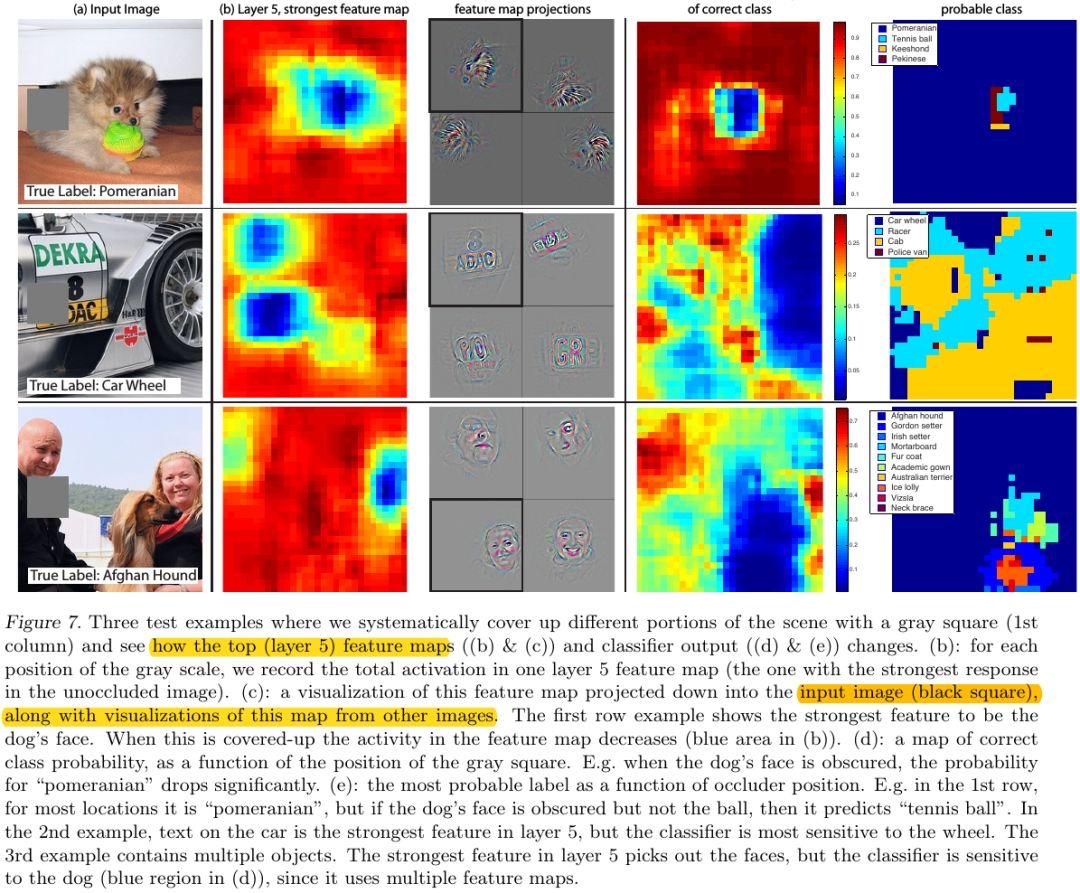 (a) Input Image
(b) Layer 5, strongest feature map
feature map projections
of correct class
probable class
True Label: Pomeranian
0.9
0.8
0.7
0.6
0.5
0.4
0.3
0.2
0.1
Pomeranian
Tennis ball
Keeshond
Pekinese
DEKRA
8
ADAC
True Label: Car Wheel
ADAC
GRE
0.25
0.2
0.15
0.1
0.05
Car wheel
Racer
Cab
Police van
True Label: Afghan Hound
0.7
0.6
0.5
0.4
0.3
0.2
0.1
Afghan hound
Gordon setter
Irish setter
Mortarboard
Fur coat
Academic gown
Australian terrier
Ice lolly
Vizsla
Neck brace
Figure 7. Three test examples where we systematically cover up different portions of the scene with a gray square (1st
column) and see how the top (layer 5) feature maps ((b) & (c)) and classifier output ((d) & (e)) changes. (b): for each
position of the gray scale, we record the total activation in one layer 5 feature map (the one with the strongest response
in the unoccluded image). (c): a visualization of this feature map projected down into the input image (black square),
along with visualizations of this map from other images. The first row example shows the strongest feature to be the
dog's face. When this is covered-up the activity in the feature map decreases (blue area in (b)). (d): a map of correct
class probability, as a function of the position of the gray square. E.g. when the dog's face is obscured, the probability
for "pomeranian" drops significantly. (e): the most probable label as a function of occluder position. E.g. in the 1st row,
for most locations it is "pomeranian", but if the dog's face is obscured but not the ball, then it predicts "tennis ball". In
the 2nd example, text on the car is the strongest feature in layer 5, but the classifier is most sensitive to the wheel. The
3rd example contains multiple objects. The strongest feature in layer 5 picks out the faces, but the classifier is sensitive
to the dog (blue region in (d)), since it uses multiple feature maps.